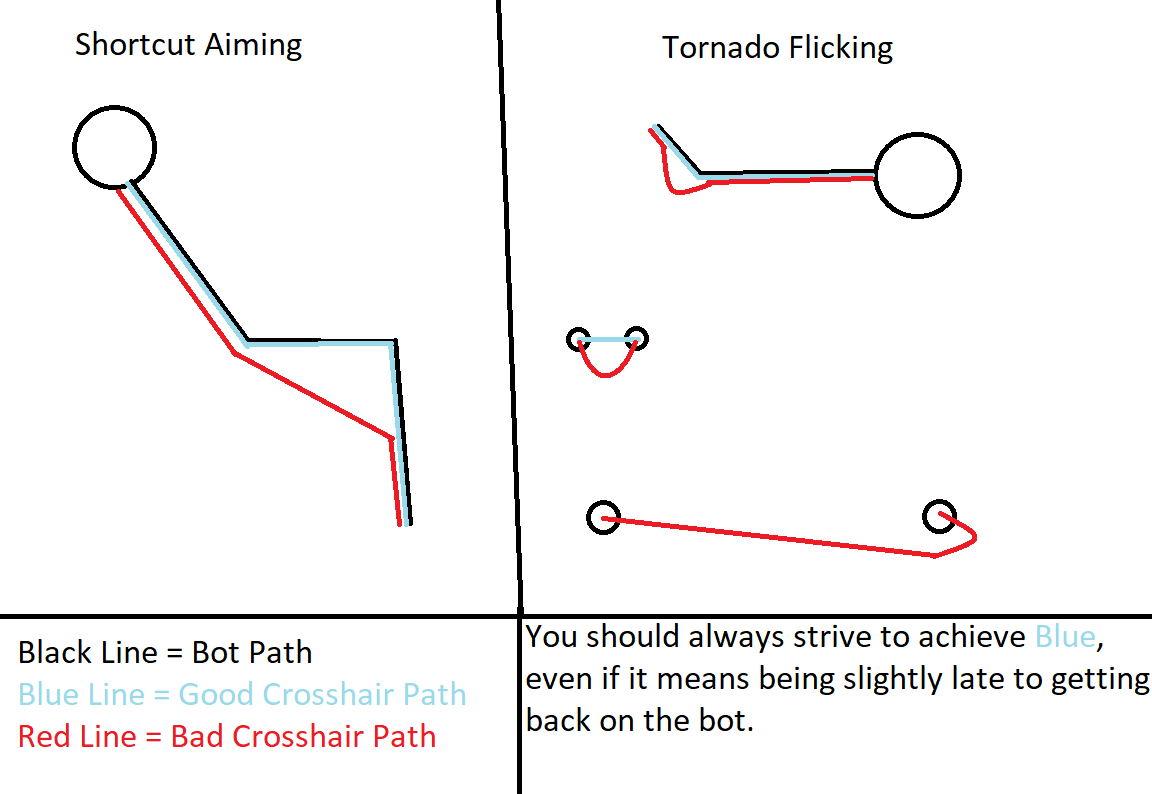 Shortcut Aiming
Tornado Flicking
Black Line = Bot Path
Blue Line = Good Crosshair Path
Red Line = Bad Crosshair Path
You should always strive to achieve Blue,
even if it means being slightly late to getting
back on the bot.